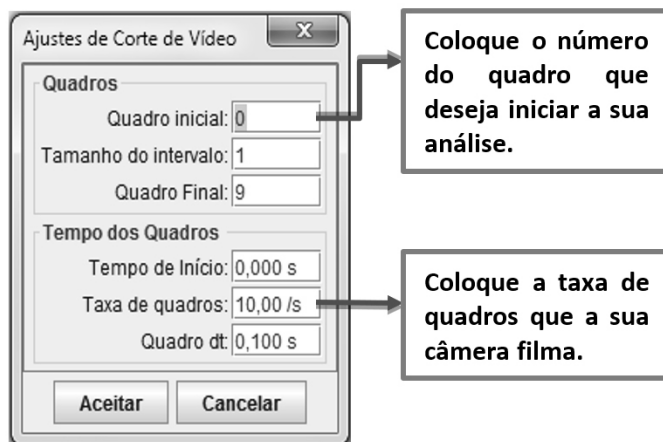 Ajustes de Corte de Vídeo
X
Quadros
Quadro inicial: 0
Tamanho do intervalo: 1
Quadro Final: 9
Tempo dos Quadros
Tempo de Início: 0,000 s
Taxa de quadros: 10,00 /s
Quadro dt: 0,100 s
Aceitar Cancelar
Coloque o número
do quadro que
deseja iniciar a sua
análise.
Coloque a taxa de
quadros que a sua
câmera filma.